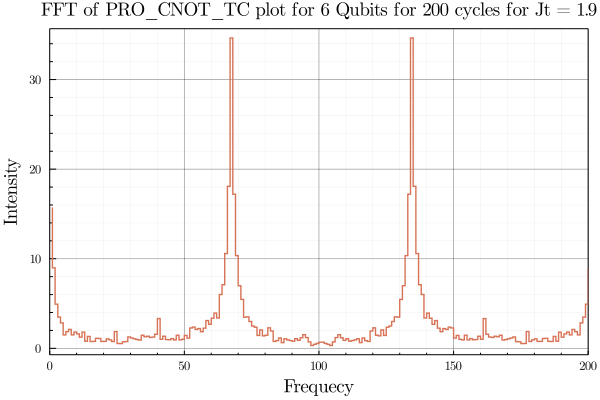 FFT of PRO_CNOT_TC plot for 6 Qubits for 200 cycles for Jt = 1.9
30
20
10
0
Intensity
0 50 100 150 200
Frequecy